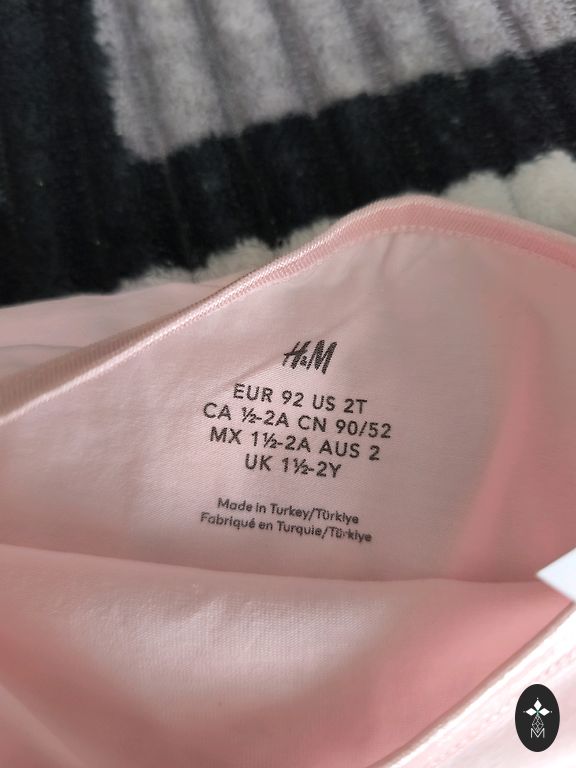 H&M
EUR 92 US 2T
CA ½-2A CN 90/52
MX 1½-2A AUS 2
UK 1½-2Y
Made in Turkey/Türkiye
Fabriqué en Turquie/Türkiye
M